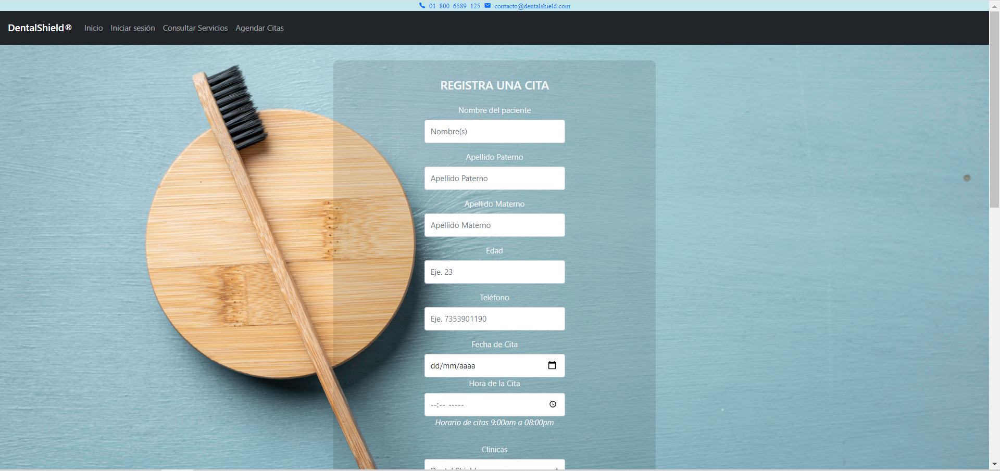 01 800 6589 125 contacto@dentalshield.com
DentalShield® Inicio Iniciar sesión Consultar Servicios Agendar Citas
REGISTRA UNA CITA
Nombre del paciente
Nombre(s)
Apellido Paterno
Apellido Paterno
Apellido Materno
Apellido Materno
Edad
Eje. 23
Teléfono
Eje. 7353901190
Fecha de Cita
dd/mm/aaaa
Hora de la Cita
--:-- -----
Horario de citas 9:00am a 08:00pm
Clinicas